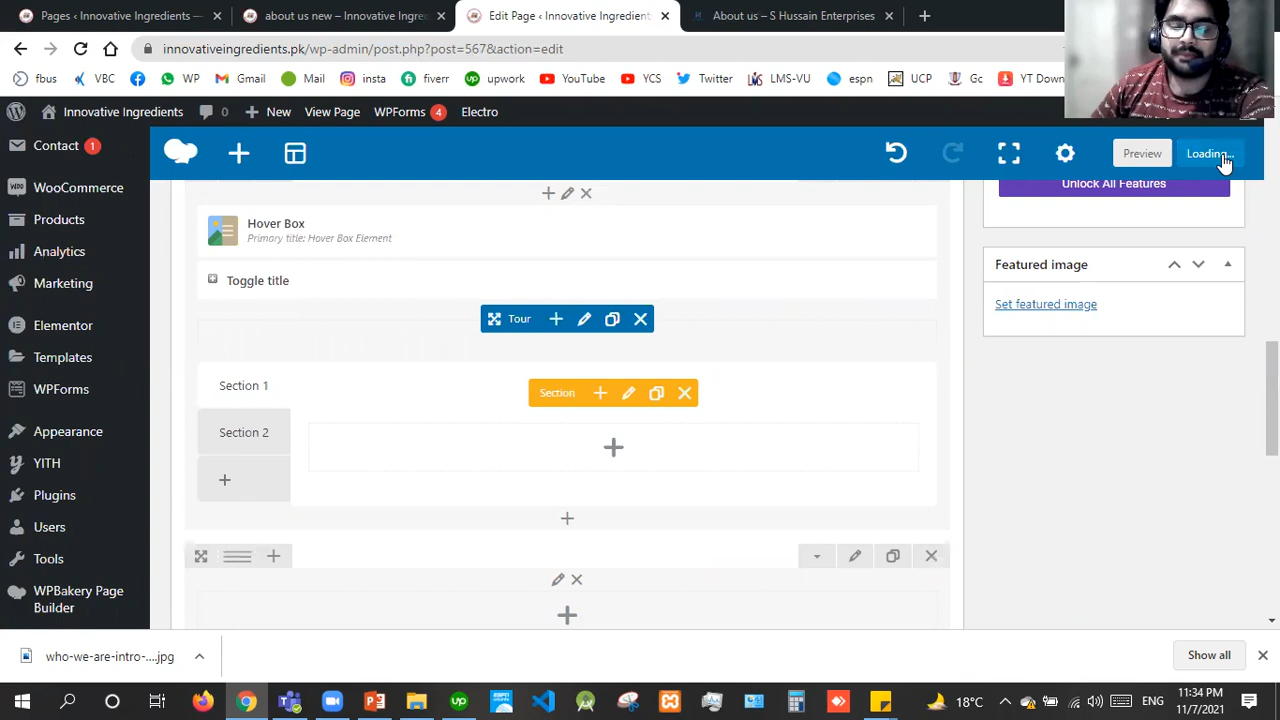 Pages ‹ Innovative Ingredients —
about us new – Innovative Ingre
Edit Page ‹ Innovative Ingredient
About us – S Hussain Enterprises
innovativeingredients.pk/wp-admin/post.php?post=567&action=edit
fbus
VBC
WP
Gmail
Mail
insta
fiverr
upwork
YouTube
YCS
Twitter
LMS-VU
espn
UCP
Gc
YT Down
Innovative Ingredients
0
New
View Page
WPForms 4
Electro
Contact 1
WooCommerce
Products
Analytics
Marketing
Elementor
Templates
WPForms
Appearance
YITH
Plugins
Users
Tools
WPBakery Page
Builder
Preview
Loading...
Unlock All Features
Hover Box
Primary title: Hover Box Element
Toggle title
Tour
Section 1
Section
Section 2
Featured image
Set featured image
who-we-are-intro-....jpg
Show all
18°C
ENG
11:34 PM
11/7/2021